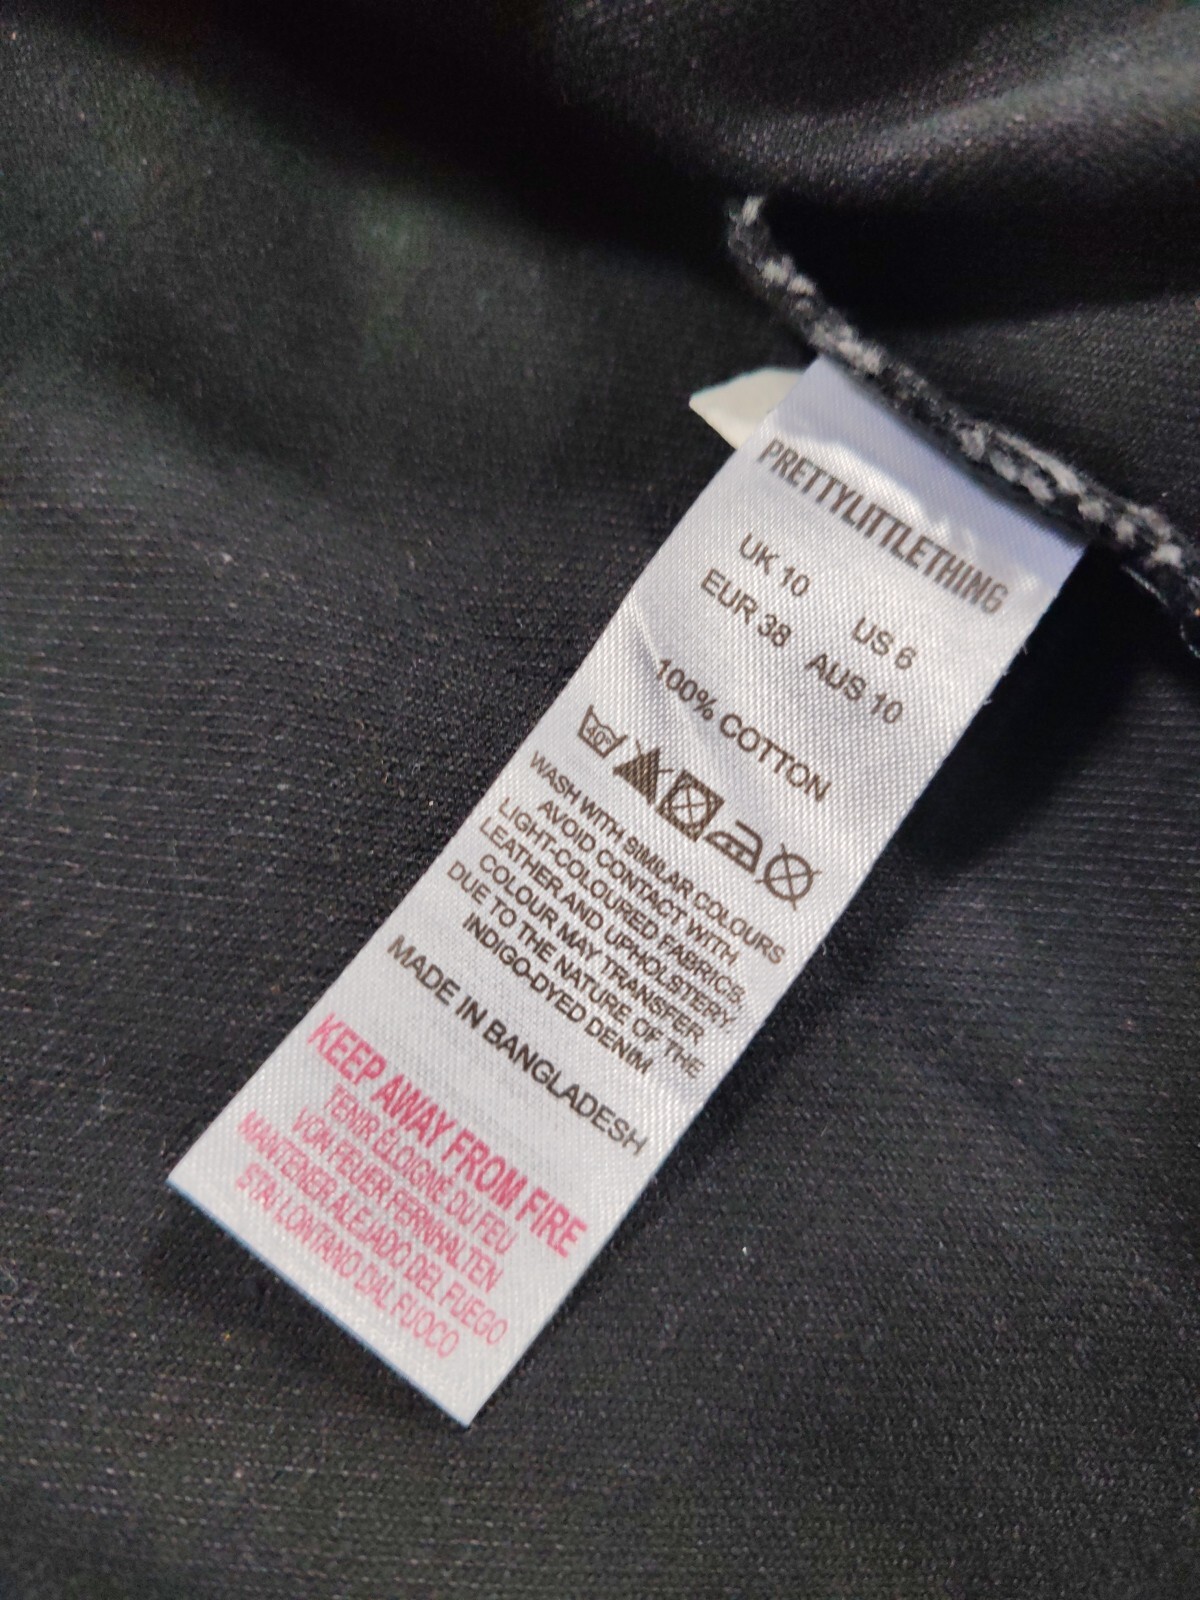 PRETTYLITTLETHING
UK 10 US 6
EUR 38 AUS 10
100% COTTON
40°
WASH WITH SIMILAR COLOURS
AVOID CONTACT WITH
LIGHT-COLOURED FABRICS,
LEATHER AND UPHOLSTERY.
COLOUR MAY TRANSFER
DUE TO THE NATURE OF THE
INDIGO-DYED DENIM
MADE IN BANGLADESH
KEEP AWAY FROM FIRE
TENIR ÉLOIGNÉ DU FEU
VON FEUER FERNHALTEN
MANTENER ALEJADO DEL FUEGO
STAI LONTANO DAL FUOCO